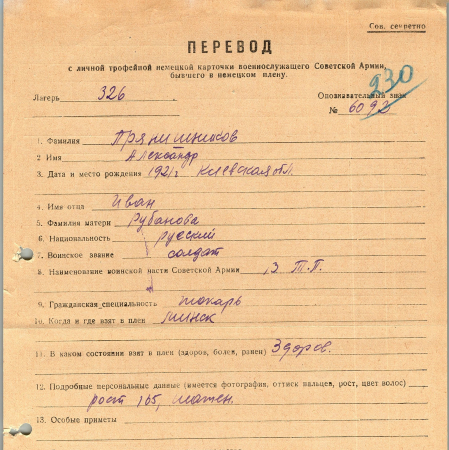 Сов. секретно
ПЕРЕВОД
с личной трофейной немецкой карточки военнослужащего Советской Армии,
бывшего в немецком плену.
930
Лагерь 326.
Опознавательный знак
№ 6092
1. Фамилия Прянишников
2 Имя Александр
3. Дата и место рождения 1921г Киевская обл.
4. Имя отца Иван
5. Фамилия матери Рубанова
6. Национальность русский
7. Воинское звание солдат
8. Наименование воинской части Советской Армии 13. Т.П.
9. Гражданская специальность токарь
10. Когда и где взят в плен Минск
11. В каком состоянии взят в плен (здоров, болен, ранен) Здоров.
12. Подробные персональные данные (имеется фотография, оттиск пальцев, рост, цвет волос)
рост 165,
13. Особые приметы